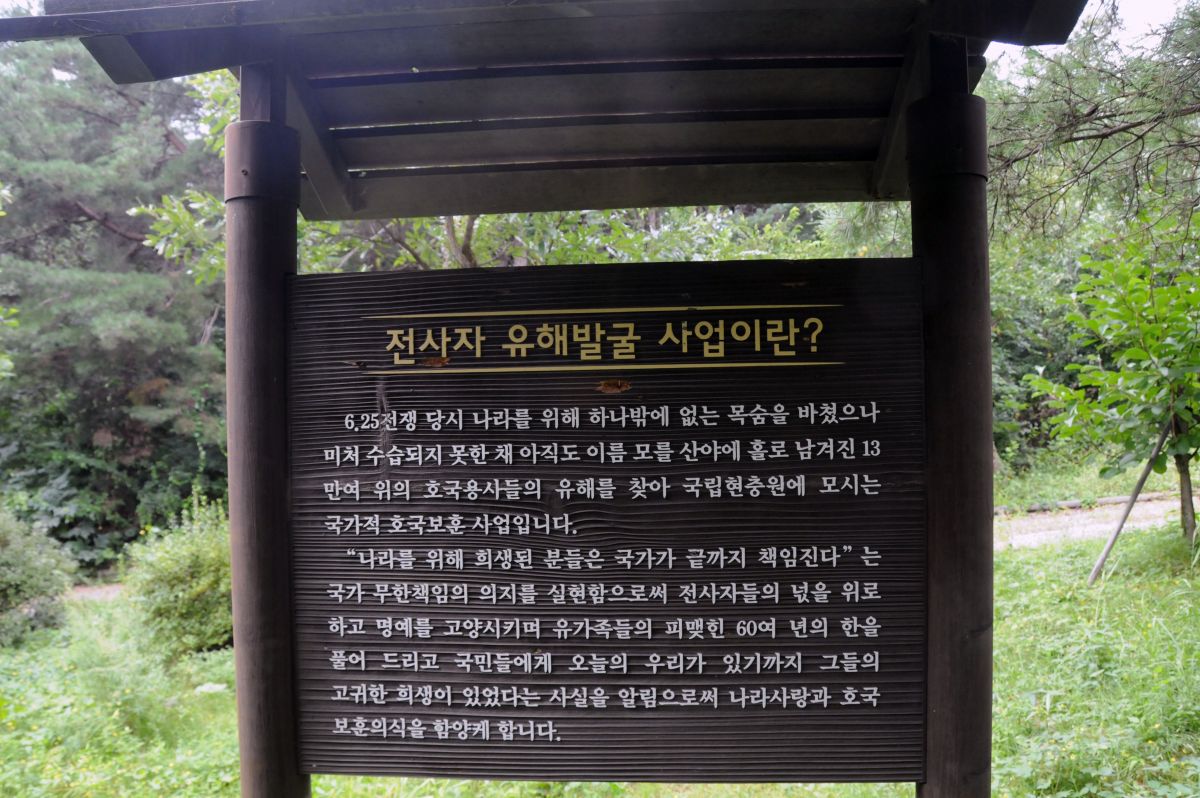 전사자 유해발굴 사업이란?
6.25전쟁 당시 나라를 위해 하나밖에 없는 목숨을 바쳤으나
미처 수습되지 못한 채 아직도 이름 모를 산야에 홀로 남겨진 13
만여 위의 호국용사들의 유해를 찾아 국립현충원에 모시는
국가적 호국보훈 사업입니다.
“나라를 위해 희생된 분들은 국가가 끝까지 책임진다” 는
국가 무한책임의 의지를 실현함으로써 전사자들의 넋을 위로
하고 명예를 고양시키며 유가족들의 피맺힌 60여 년의 한을
풀어 드리고 국민들에게 오늘의 우리가 있기까지 그들의
고귀한 희생이 있었다는 사실을 알림으로써 나라사랑과 호국
보훈의식을 함양케 합니다.